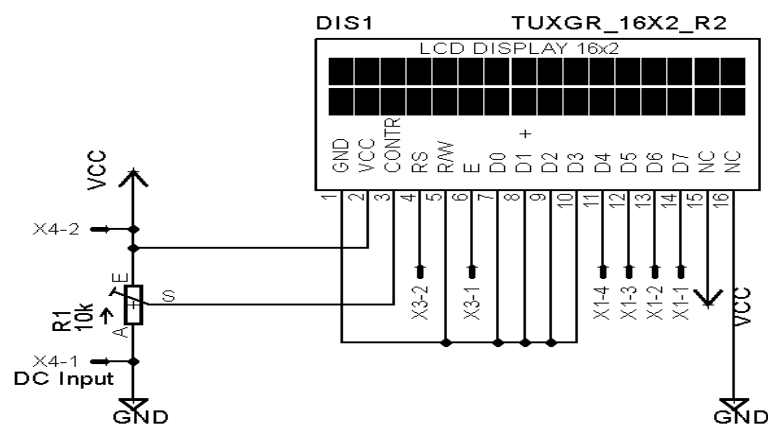 DIS1 TUXGR_16X2_R2
LCD DISPLAY 16x2
GND VCC CONTR RS R/W E D0 D1 + D2 D3 D4 D5 D6 D7 NC NC
1 2 3 4 5 6 7 8 9 10 11 12 13 14 15 16
VCC
X4-2
E
S
R1
10k
A
X4-1
DC Input
GND
X3-2 X3-1 X1-4 X1-3 X1-2 X1-1 VCC
GND